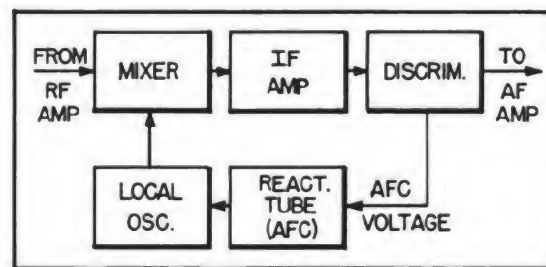 FROM
RF
AMP
MIXER
IF
AMP
DISCRIM.
TO
AF
AMP
LOCAL
OSC.
REACT.
TUBE
(AFC)
AFC
VOLTAGE